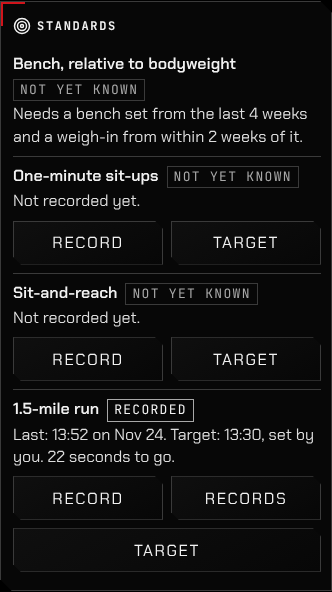 STANDARDS
Bench, relative to bodyweight
NOT YET KNOWN
Needs a bench set from the last 4 weeks
and a weigh-in from within 2 weeks of it.
One-minute sit-ups NOT YET KNOWN
Not recorded yet.
RECORD TARGET
Sit-and-reach NOT YET KNOWN
Not recorded yet.
RECORD TARGET
1.5-mile run RECORDED
Last: 13:52 on Nov 24. Target: 13:30, set by
you. 22 seconds to go.
RECORD RECORDS
TARGET